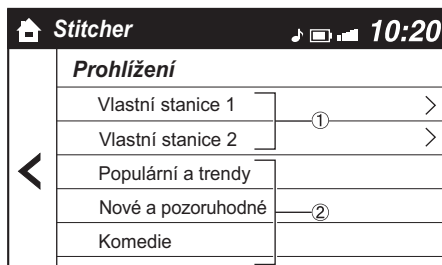 Stitcher 10:20
Prohlížení
Vlastní stanice 1
①
Vlastní stanice 2
Populární a trendy
Nové a pozoruhodné
②
Komedie